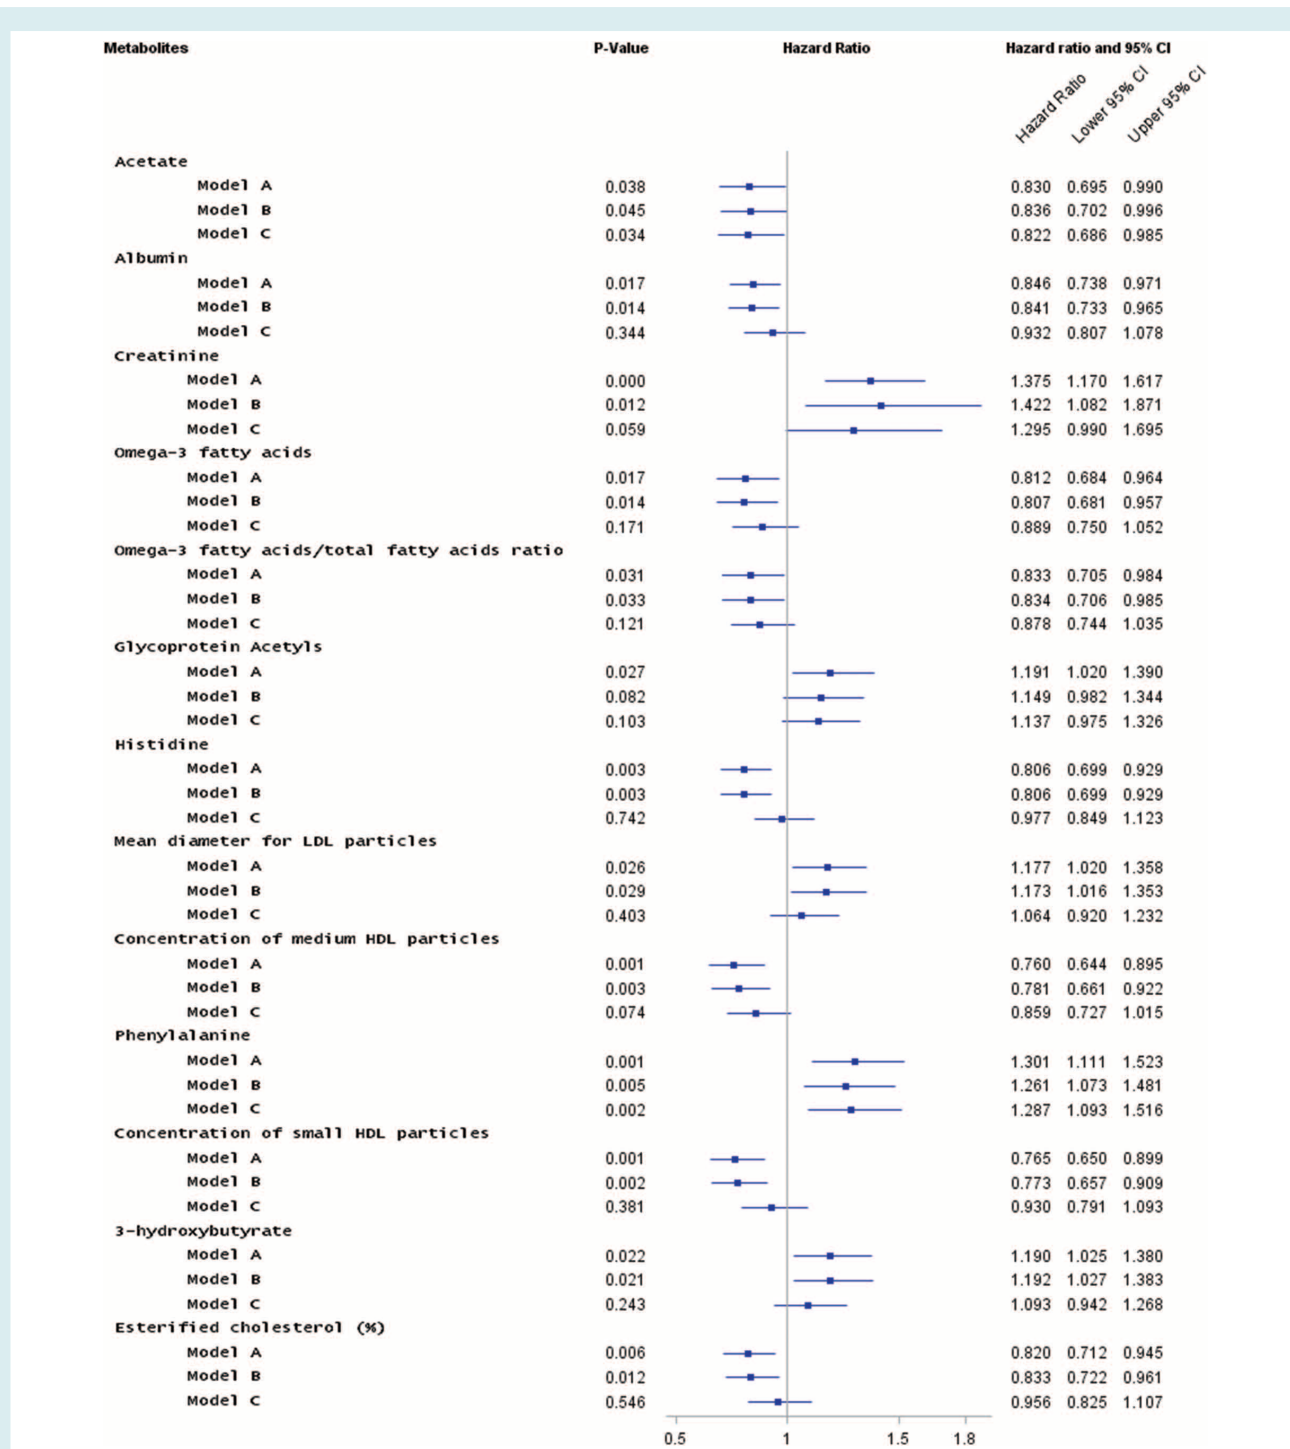 Metabolites P-Value Hazard Ratio Hazard ratio and 95% CI
Hazard Ratio Lower 95% CI Upper 95% CI
Acetate
Model A 0.038 0.830 0.695 0.990
Model B 0.045 0.836 0.702 0.996
Model C 0.034 0.822 0.686 0.985
Albumin
Model A 0.017 0.846 0.738 0.971
Model B 0.014 0.841 0.733 0.965
Model C 0.344 0.932 0.807 1.078
Creatinine
Model A 0.000 1.375 1.170 1.617
Model B 0.012 1.422 1.082 1.871
Model C 0.059 1.295 0.990 1.695
Omega-3 fatty acids
Model A 0.017 0.812 0.684 0.964
Model B 0.014 0.807 0.681 0.957
Model C 0.171 0.889 0.750 1.052
Omega-3 fatty acids/total fatty acids ratio
Model A 0.031 0.833 0.705 0.984
Model B 0.033 0.834 0.706 0.985
Model C 0.121 0.878 0.744 1.035
Glycoprotein Acetyls
Model A 0.027 1.191 1.020 1.390
Model B 0.082 1.149 0.982 1.344
Model C 0.103 1.137 0.975 1.326
Histidine
Model A 0.003 0.806 0.699 0.929
Model B 0.003 0.806 0.699 0.929
Model C 0.742 0.977 0.849 1.123
Mean diameter for LDL particles
Model A 0.026 1.177 1.020 1.358
Model B 0.029 1.173 1.016 1.353
Model C 0.403 1.064 0.920 1.232
Concentration of medium HDL particles
Model A 0.001 0.760 0.644 0.895
Model B 0.003 0.781 0.661 0.922
Model C 0.074 0.859 0.727 1.015
Phenylalanine
Model A 0.001 1.301 1.111 1.523
Model B 0.005 1.261 1.073 1.481
Model C 0.002 1.287 1.093 1.516
Concentration of small HDL particles
Model A 0.001 0.765 0.650 0.899
Model B 0.002 0.773 0.657 0.909
Model C 0.381 0.930 0.791 1.093
3-hydroxybutyrate
Model A 0.022 1.190 1.025 1.380
Model B 0.021 1.192 1.027 1.383
Model C 0.243 1.093 0.942 1.268
Esterified cholesterol (%)
Model A 0.006 0.820 0.712 0.945
Model B 0.012 0.833 0.722 0.961
Model C 0.546 0.956 0.825 1.107
0.5 1 1.5 1.8